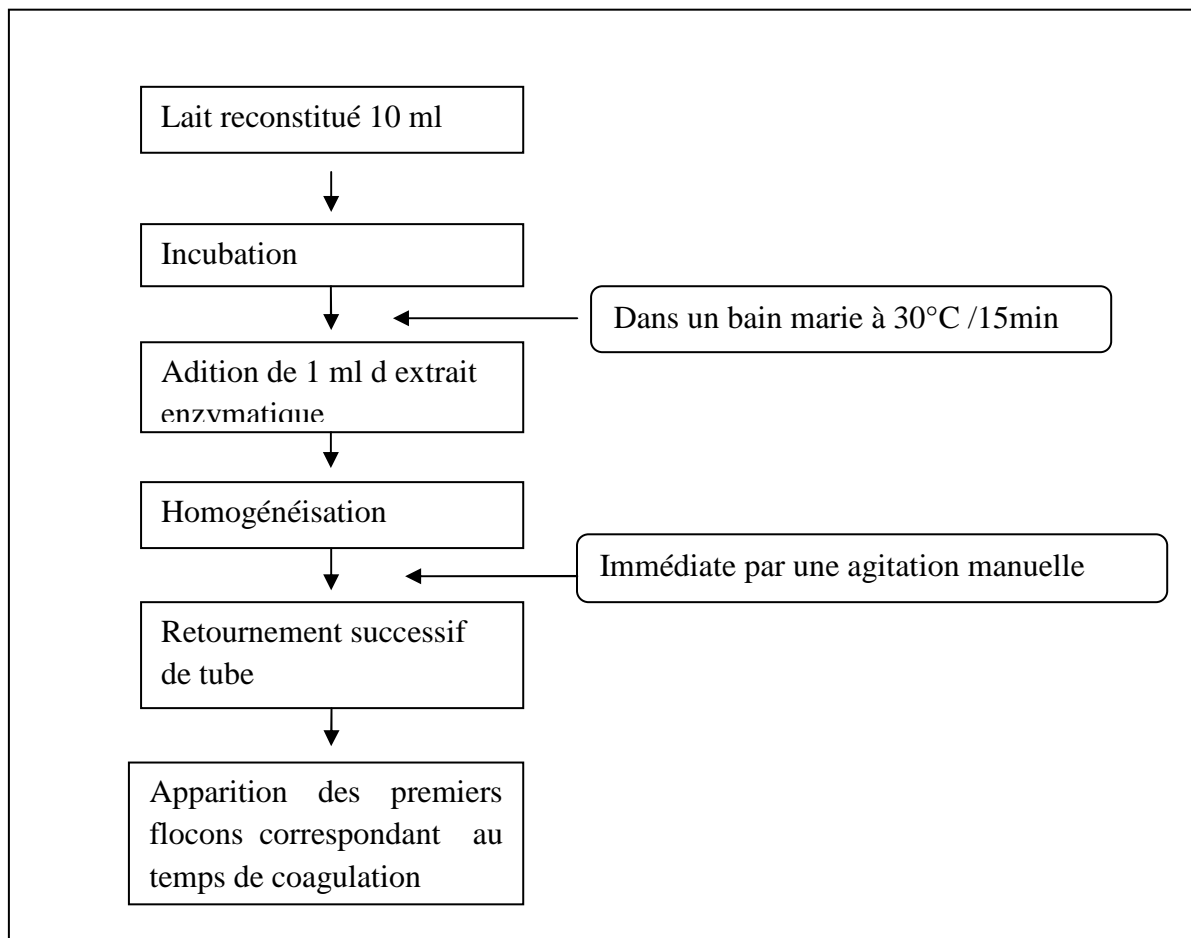 Lait reconstitué 10 ml
Incubation
Dans un bain marie à 30°C /15min
Adition de 1 ml d extrait
enzymatique
Homogénéisation
Immédiate par une agitation manuelle
Retournement successif
de tube
Apparition des premiers
flocons correspondant au
temps de coagulation